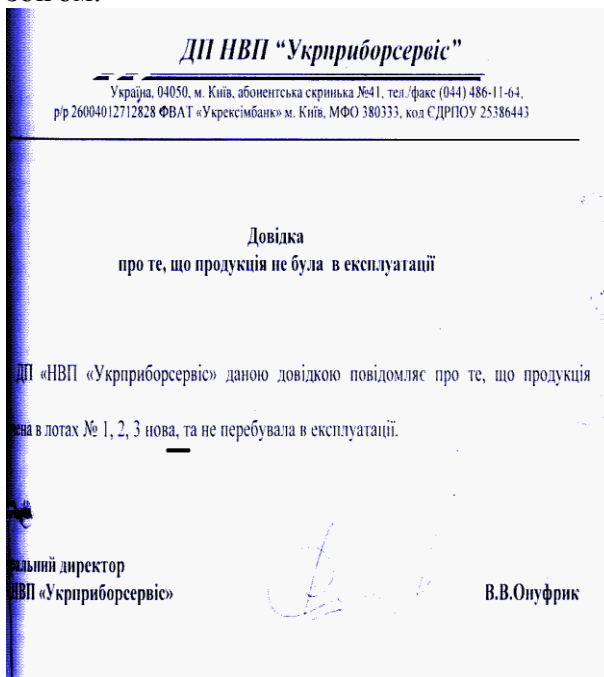 ДП НВП “Укрприборсервіс”
Україна, 04050, м. Київ, абонентська скринька №41, тел./факс (044) 486-11-64,
р/р 26004012712828 ФВАТ «Укрексімбанк» м. Київ, МФО 380333, код ЄДРПОУ 25386443
Довідка
про те, що продукція не була в експлуатації
ДП «НВП «Укрприборсервіс» даною довідкою повідомляє про те, що продукція
ена в лотах № 1, 2, 3 нова, та не перебувала в експлуатації.
альний директор
НВП «Укрприборсервіс» В.В.Онуфрик